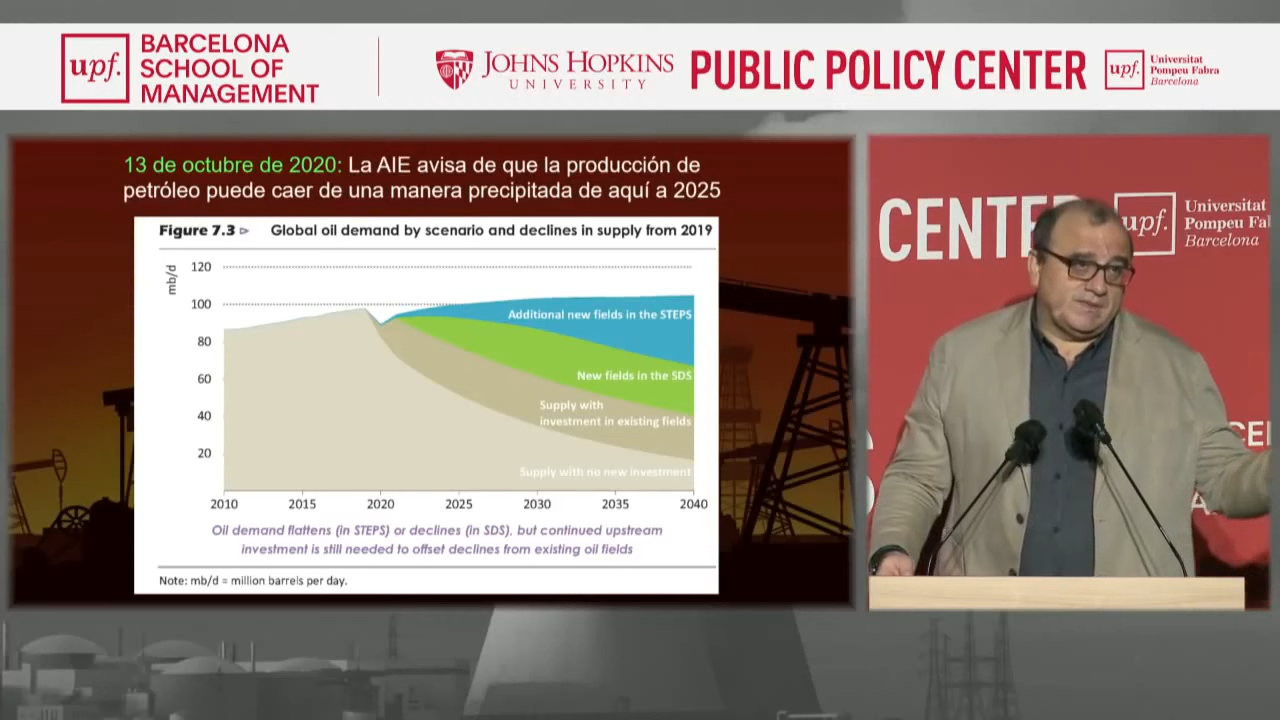 upf.
BARCELONA
SCHOOL OF
MANAGEMENT
JOHNS HOPKINS
UNIVERSITY
PUBLIC POLICY CENTER
upf.
Universitat
Pompeu Fabra
Barcelona
13 de octubre de 2020: La AIE avisa de que la producción de
petróleo puede caer de una manera precipitada de aquí a 2025
Figure 7.3 ▷ Global oil demand by scenario and declines in supply from 2019
mb/d
120
100
80
60
40
20
Additional new fields in the STEPS
New fields in the SDS
Supply with
investment in existing fields
Supply with no new investment
2010 2015 2020 2025 2030 2035 2040
Oil demand flattens (in STEPS) or declines (in SDS), but continued upstream
investment is still needed to offset declines from existing oil fields
Note: mb/d = million barrels per day.
CENTE
upf.
Universitat
Pompeu Fa
Barcelona
CE